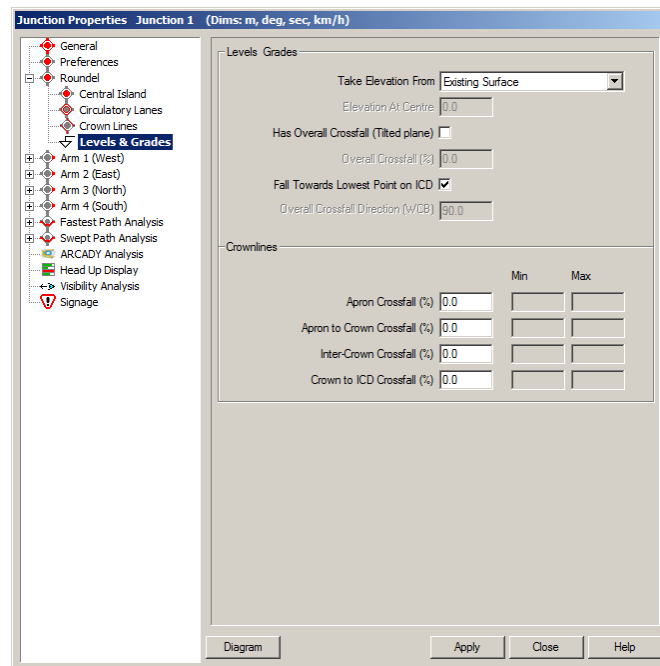 Junction Properties Junction 1 (Dims: m, deg, sec, km/h)
General
Preferences
Roundel
Central Island
Circulatory Lanes
Crown Lines
Levels & Grades
Arm 1 (West)
Arm 2 (East)
Arm 3 (North)
Arm 4 (South)
Fastest Path Analysis
Swept Path Analysis
ARCADY Analysis
Head Up Display
Visibility Analysis
Signage
Levels Grades
Take Elevation From Existing Surface
Elevation At Centre 0.0
Has Overall Crossfall (Tilted plane)
Overall Crossfall (%) 0.0
Fall Towards Lowest Point on ICD
Overall Crossfall Direction (WCB) 90.0
Crownlines
Min Max
Apron Crossfall (%) 0.0
Apron to Crown Crossfall (%) 0.0
Inter-Crown Crossfall (%) 0.0
Crown to ICD Crossfall (%) 0.0
Diagram Apply Close Help